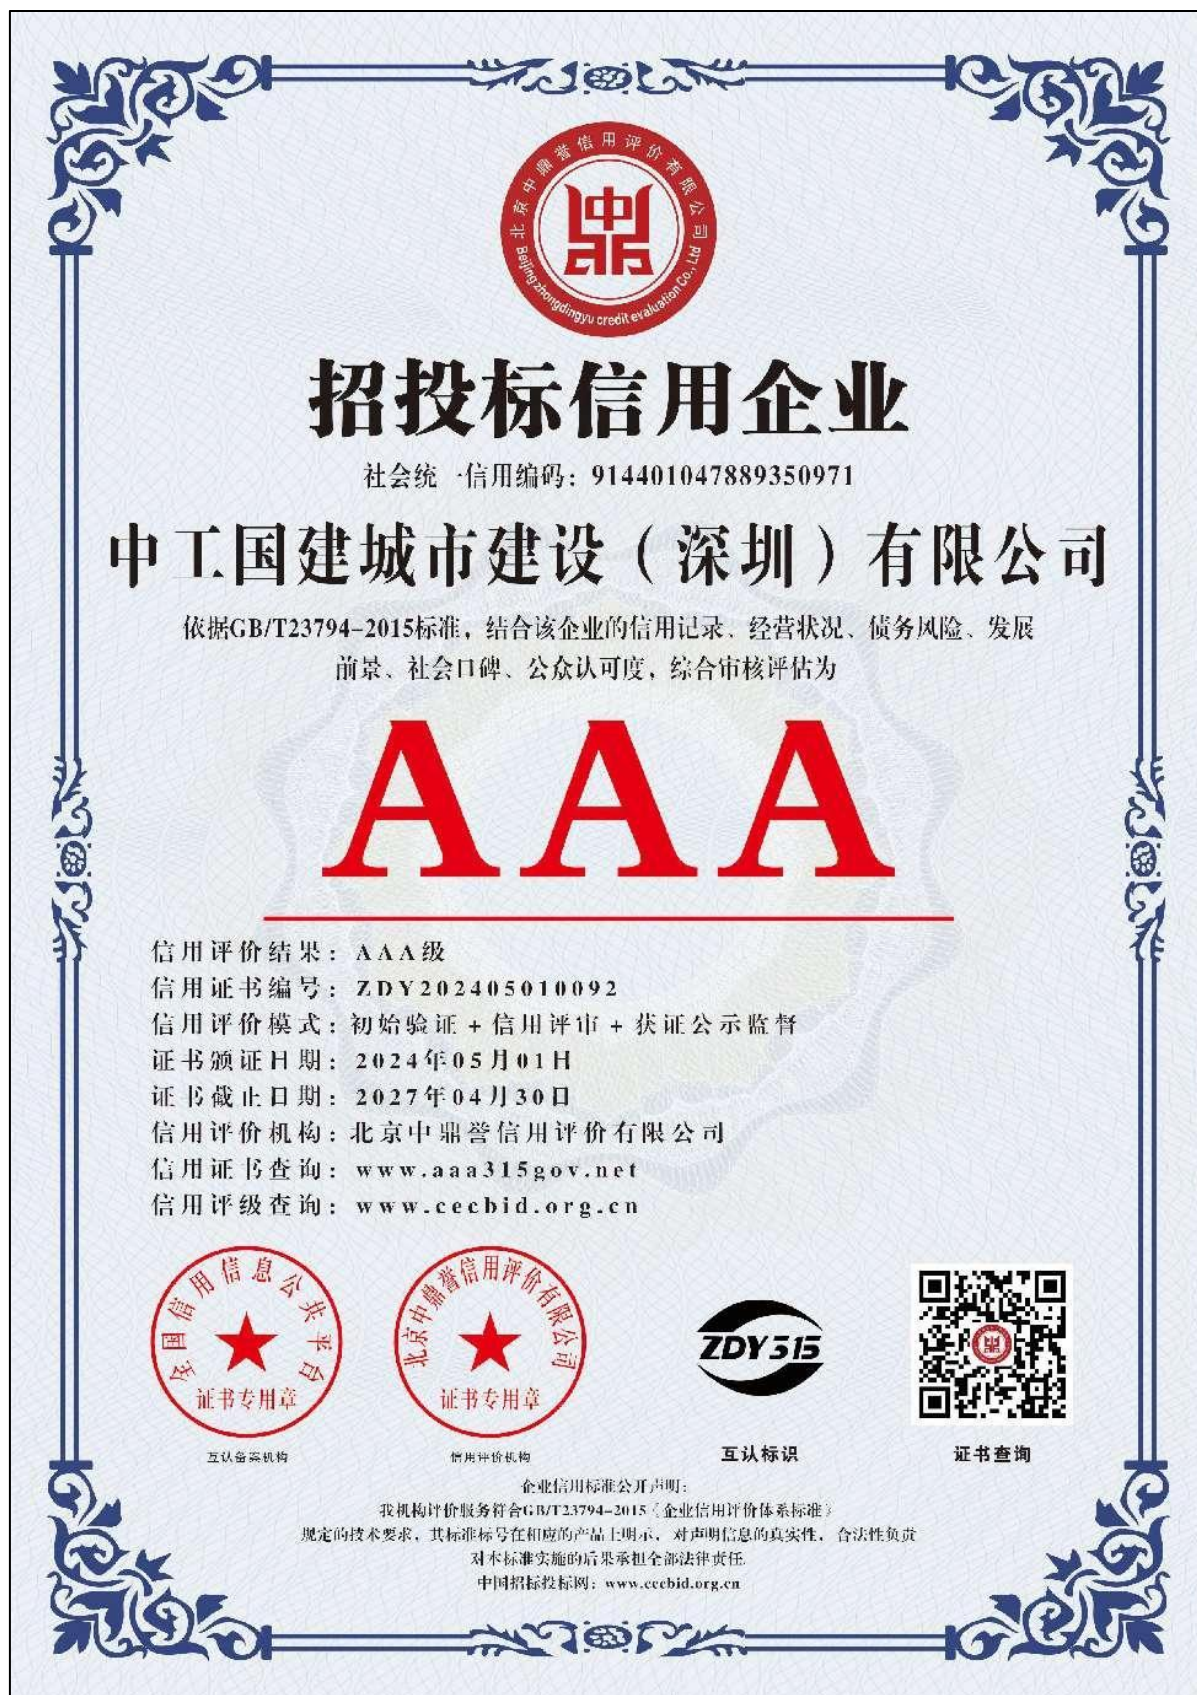 北京中鼎誉信用评价有限公司
Beijing zhongdingyu credit evaluation Co., Ltd
招投标信用企业
社会统一信用编码：914401047889350971
中工国建城市建设（深圳）有限公司
依据GB/T23794-2015标准，结合该企业的信用记录、经营状况、债务风险、发展
前景、社会口碑、公众认可度，综合审核评估为
AAA
信用评价结果：AAA级
信用证书编号：ZDY202405010092
信用评价模式：初始验证+信用评审+获证公示监督
证书颁证日期：2024年05月01日
证书截止日期：2027年04月30日
信用评价机构：北京中鼎誉信用评价有限公司
信用证书查询：www.aaa315gov.net
信用评级查询：www.cecbid.org.cn
全国信用信息公共平台
证书专用章
北京中鼎誉信用评价有限公司
证书专用章
ZDY315
互认备案机构
信用评价机构
互认标识
证书查询
企业信用标准公开声明：
我机构评价服务符合GB/T23794-2015《企业信用评价体系标准》
规定的技术要求，其标准标号在相应的产品上明示，对声明信息的真实性，合法性负责
对本标准实施的后果承担全部法律责任
中国招标投标网：www.cecbid.org.cn